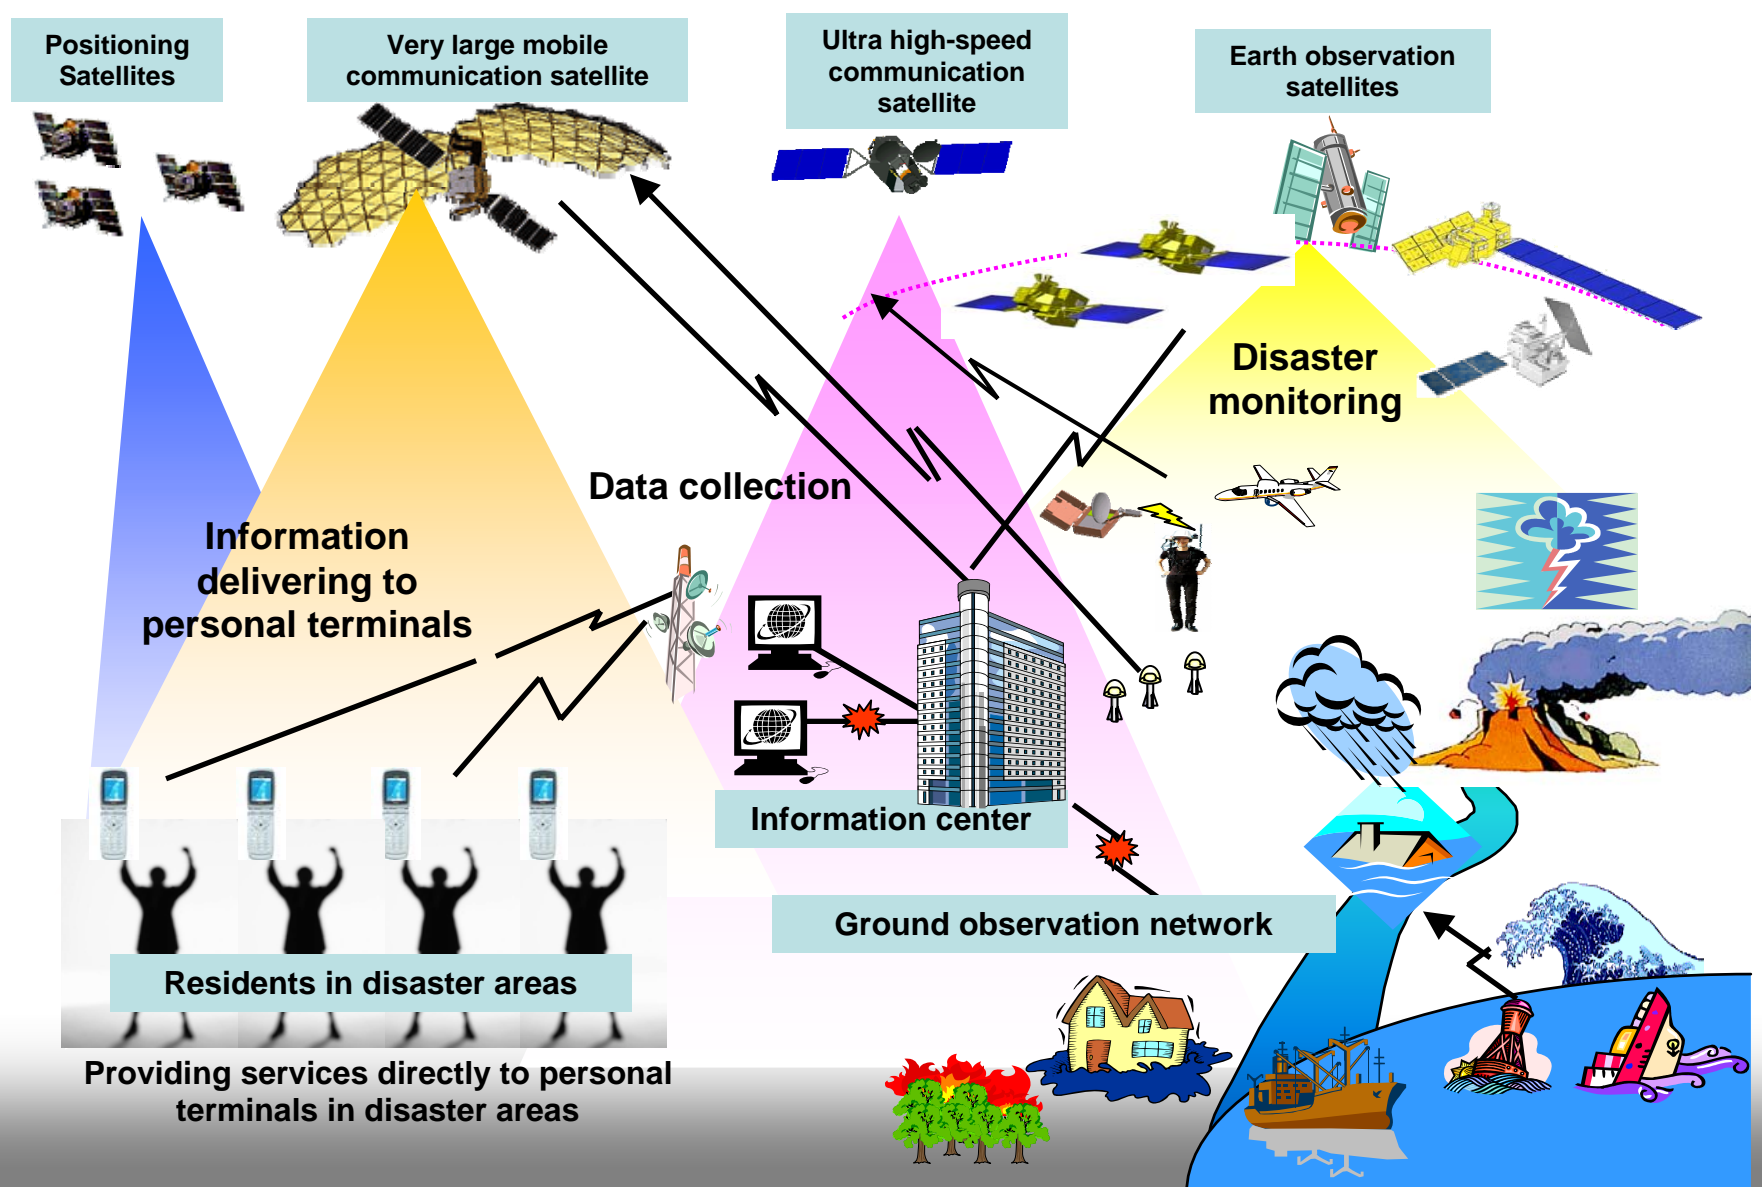 Positioning
Satellites
Very large mobile
communication satellite
Ultra high-speed
communication
satellite
Earth observation
satellites
Disaster
monitoring
Data collection
Information
delivering to
personal terminals
Information center
Ground observation network
Residents in disaster areas
Providing services directly to personal
terminals in disaster areas